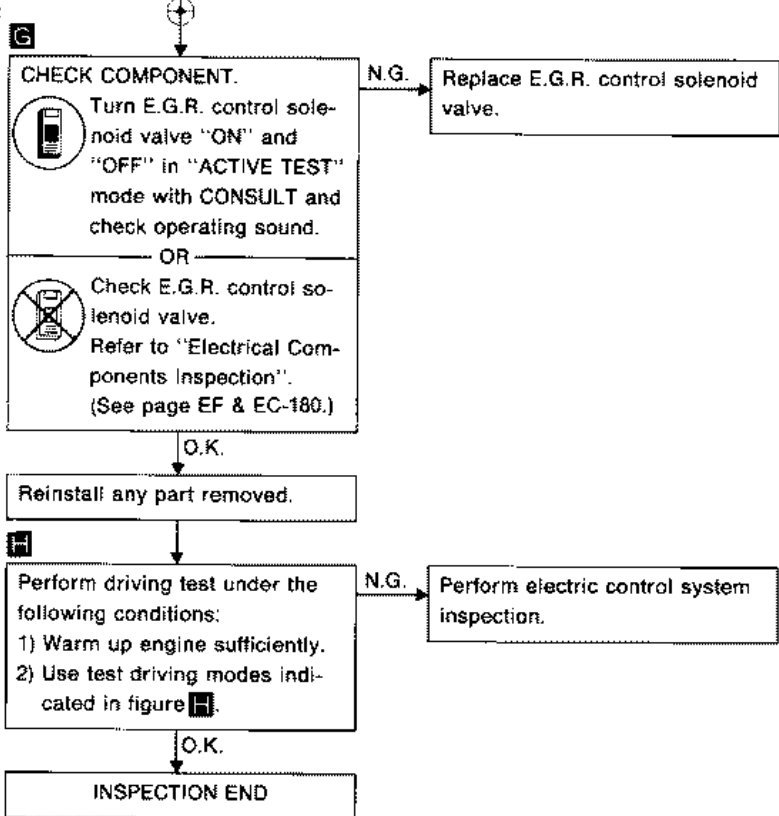 G
CHECK COMPONENT.
Turn E.G.R. control sole-
noid valve "ON" and
"OFF" in "ACTIVE TEST"
mode with CONSULT and
check operating sound.
OR
Check E.G.R. control so-
lenoid valve.
Refer to "Electrical Com-
ponents Inspection".
(See page EF & EC-180.)
N.G.
Replace E.G.R. control solenoid
valve.
O.K.
Reinstall any part removed.
H
Perform driving test under the
following conditions:
1) Warm up engine sufficiently.
2) Use test driving modes indi-
cated in figure H.
N.G.
Perform electric control system
inspection.
O.K.
INSPECTION END